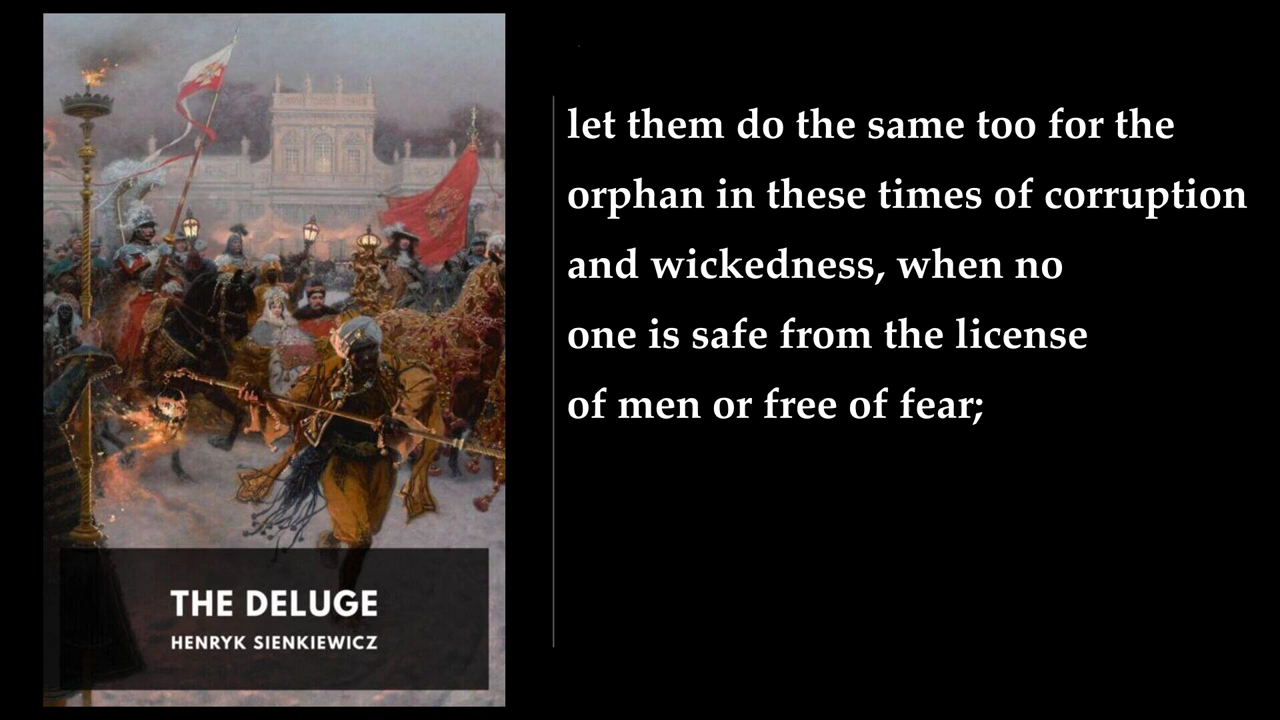 let them do the same too for the
orphan in these times of corruption
and wickedness, when no
one is safe from the license
of men or free of fear;
THE DELUGE
HENRYK SIENKIEWICZ